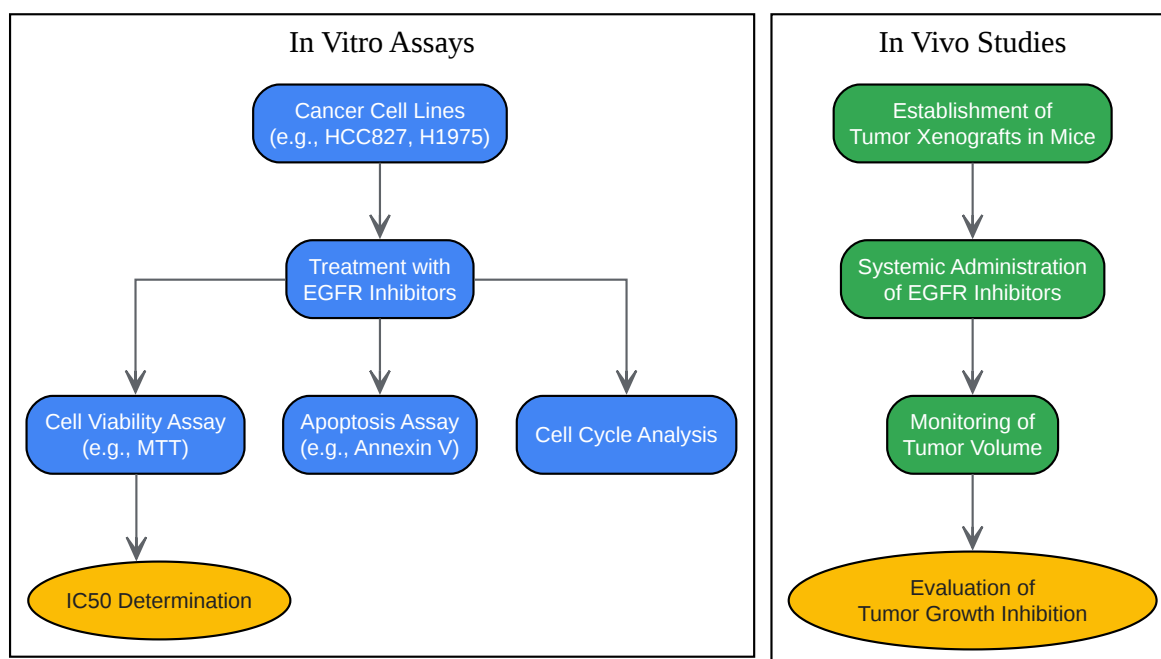 In Vitro Assays
Cancer Cell Lines
(e.g., HCC827, H1975)
Treatment with
EGFR Inhibitors
Cell Viability Assay
(e.g., MTT)
Apoptosis Assay
(e.g., Annexin V)
Cell Cycle Analysis
IC50 Determination
In Vivo Studies
Establishment of
Tumor Xenografts in Mice
Systemic Administration
of EGFR Inhibitors
Monitoring of
Tumor Volume
Evaluation of
Tumor Growth Inhibition